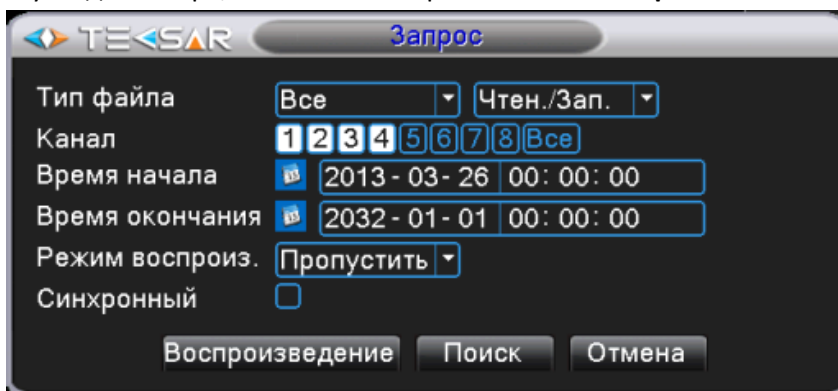 TEKSAR Запрос
Тип файла Все Чтен./Зап.
Канал 1 2 3 4 5 6 7 8 Все
Время начала 2013 - 03 - 26 00: 00: 00
Время окончания 2032 - 01 - 01 00: 00: 00
Режим воспроиз. Пропустить
Синхронный
Воспроизведение Поиск Отмена